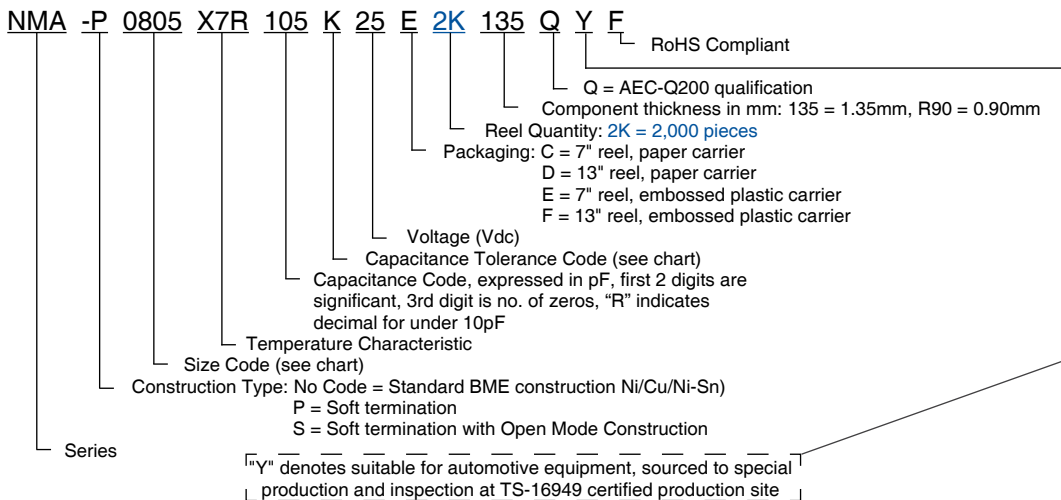 NMA -P 0805 X7R 105 K 25 E 2K 135 Q Y F
RoHS Compliant
Q = AEC-Q200 qualification
Component thickness in mm: 135 = 1.35mm, R90 = 0.90mm
Reel Quantity: 2K = 2,000 pieces
Packaging: C = 7" reel, paper carrier
D = 13" reel, paper carrier
E = 7" reel, embossed plastic carrier
F = 13" reel, embossed plastic carrier
Voltage (Vdc)
Capacitance Tolerance Code (see chart)
Capacitance Code, expressed in pF, first 2 digits are
significant, 3rd digit is no. of zeros, “R” indicates
decimal for under 10pF
Temperature Characteristic
Size Code (see chart)
Construction Type: No Code = Standard BME construction Ni/Cu/Ni-Sn)
P = Soft termination
S = Soft termination with Open Mode Construction
Series
"Y" denotes suitable for automotive equipment, sourced to special
production and inspection at TS-16949 certified production site